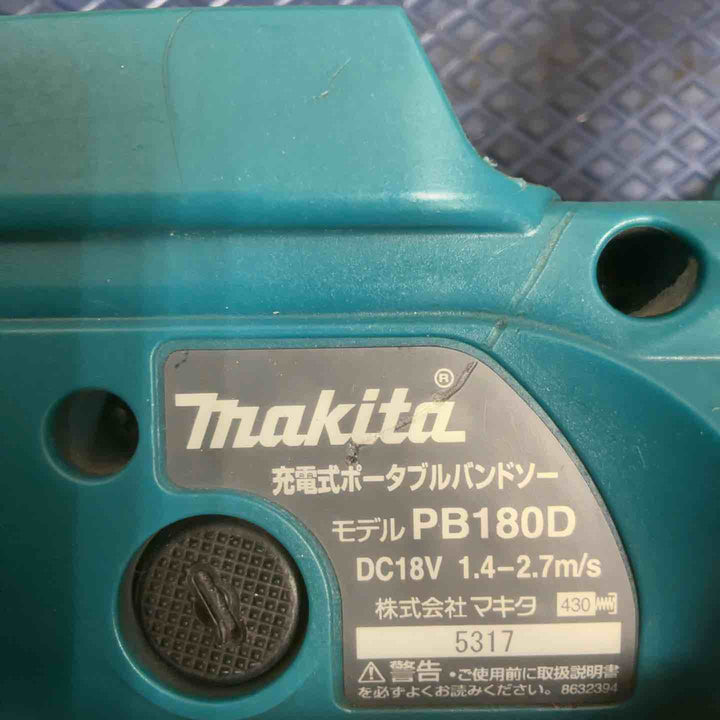 makita®
充電式ポータブルバンドソー
モデル PB180D
DC18V 1.4-2.7m/s
株式会社 マキタ 430
5317
⚠警告・ご使用前に取扱説明書
を必ずよくお読みください。 8632394